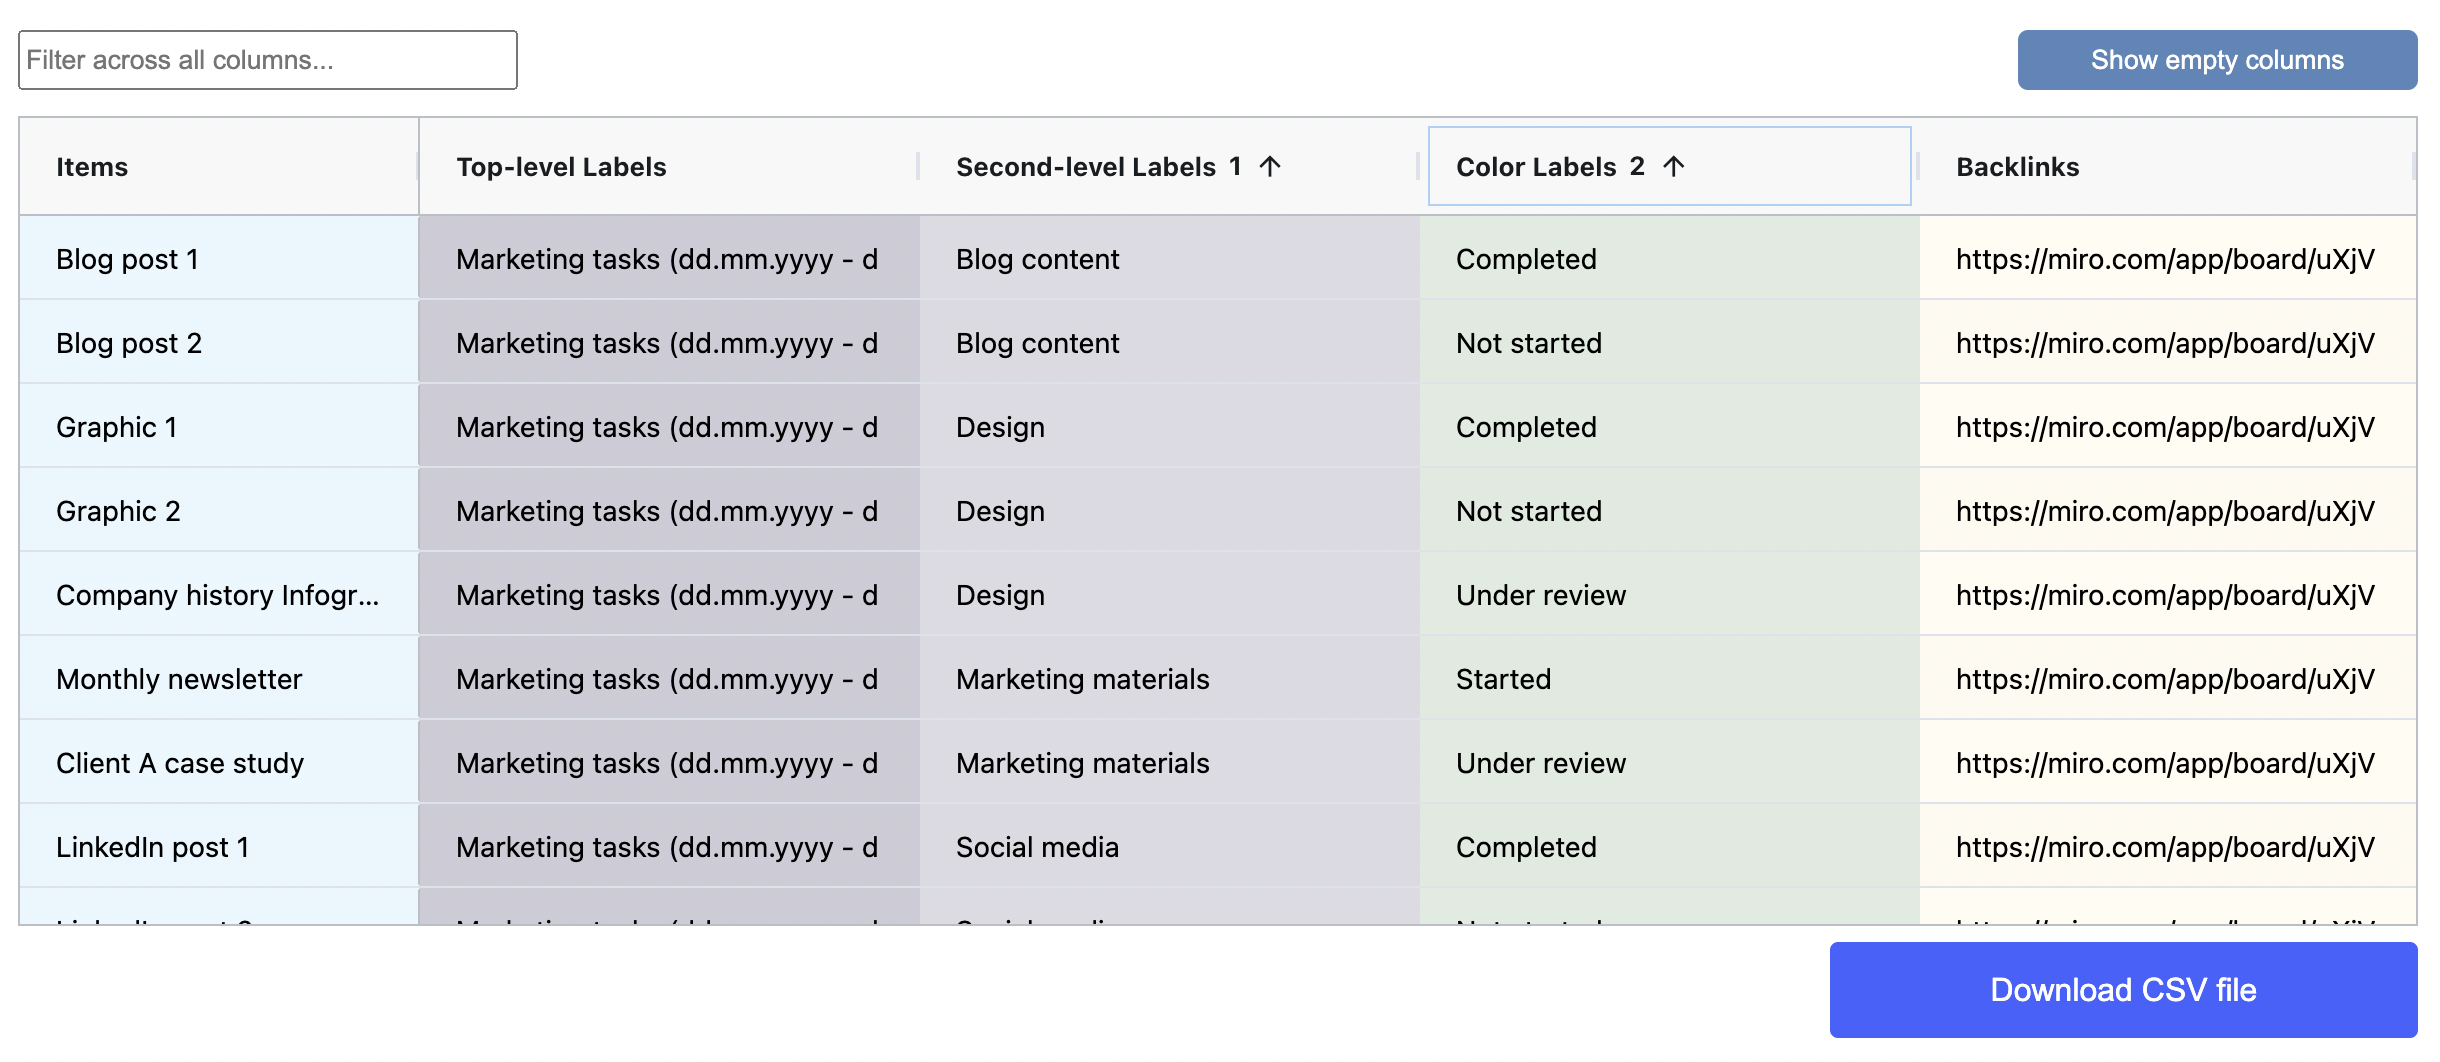 Filter across all columns...
Show empty columns
Items Top-level Labels Second-level Labels 1 ↑ Color Labels 2 ↑ Backlinks
Blog post 1 Marketing tasks (dd.mm.yyyy - d Blog content Completed https://miro.com/app/board/uXjV
Blog post 2 Marketing tasks (dd.mm.yyyy - d Blog content Not started https://miro.com/app/board/uXjV
Graphic 1 Marketing tasks (dd.mm.yyyy - d Design Completed https://miro.com/app/board/uXjV
Graphic 2 Marketing tasks (dd.mm.yyyy - d Design Not started https://miro.com/app/board/uXjV
Company history Infogr... Marketing tasks (dd.mm.yyyy - d Design Under review https://miro.com/app/board/uXjV
Monthly newsletter Marketing tasks (dd.mm.yyyy - d Marketing materials Started https://miro.com/app/board/uXjV
Client A case study Marketing tasks (dd.mm.yyyy - d Marketing materials Under review https://miro.com/app/board/uXjV
LinkedIn post 1 Marketing tasks (dd.mm.yyyy - d Social media Completed https://miro.com/app/board/uXjV
Download CSV file